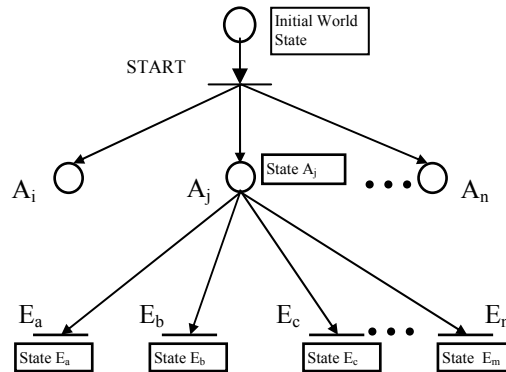 Initial World
State
START
State Aj
Ai
Aj
• • •
An
Ea
Eb
Ec
• • •
State Ea
State Eb
State Ec
State Em